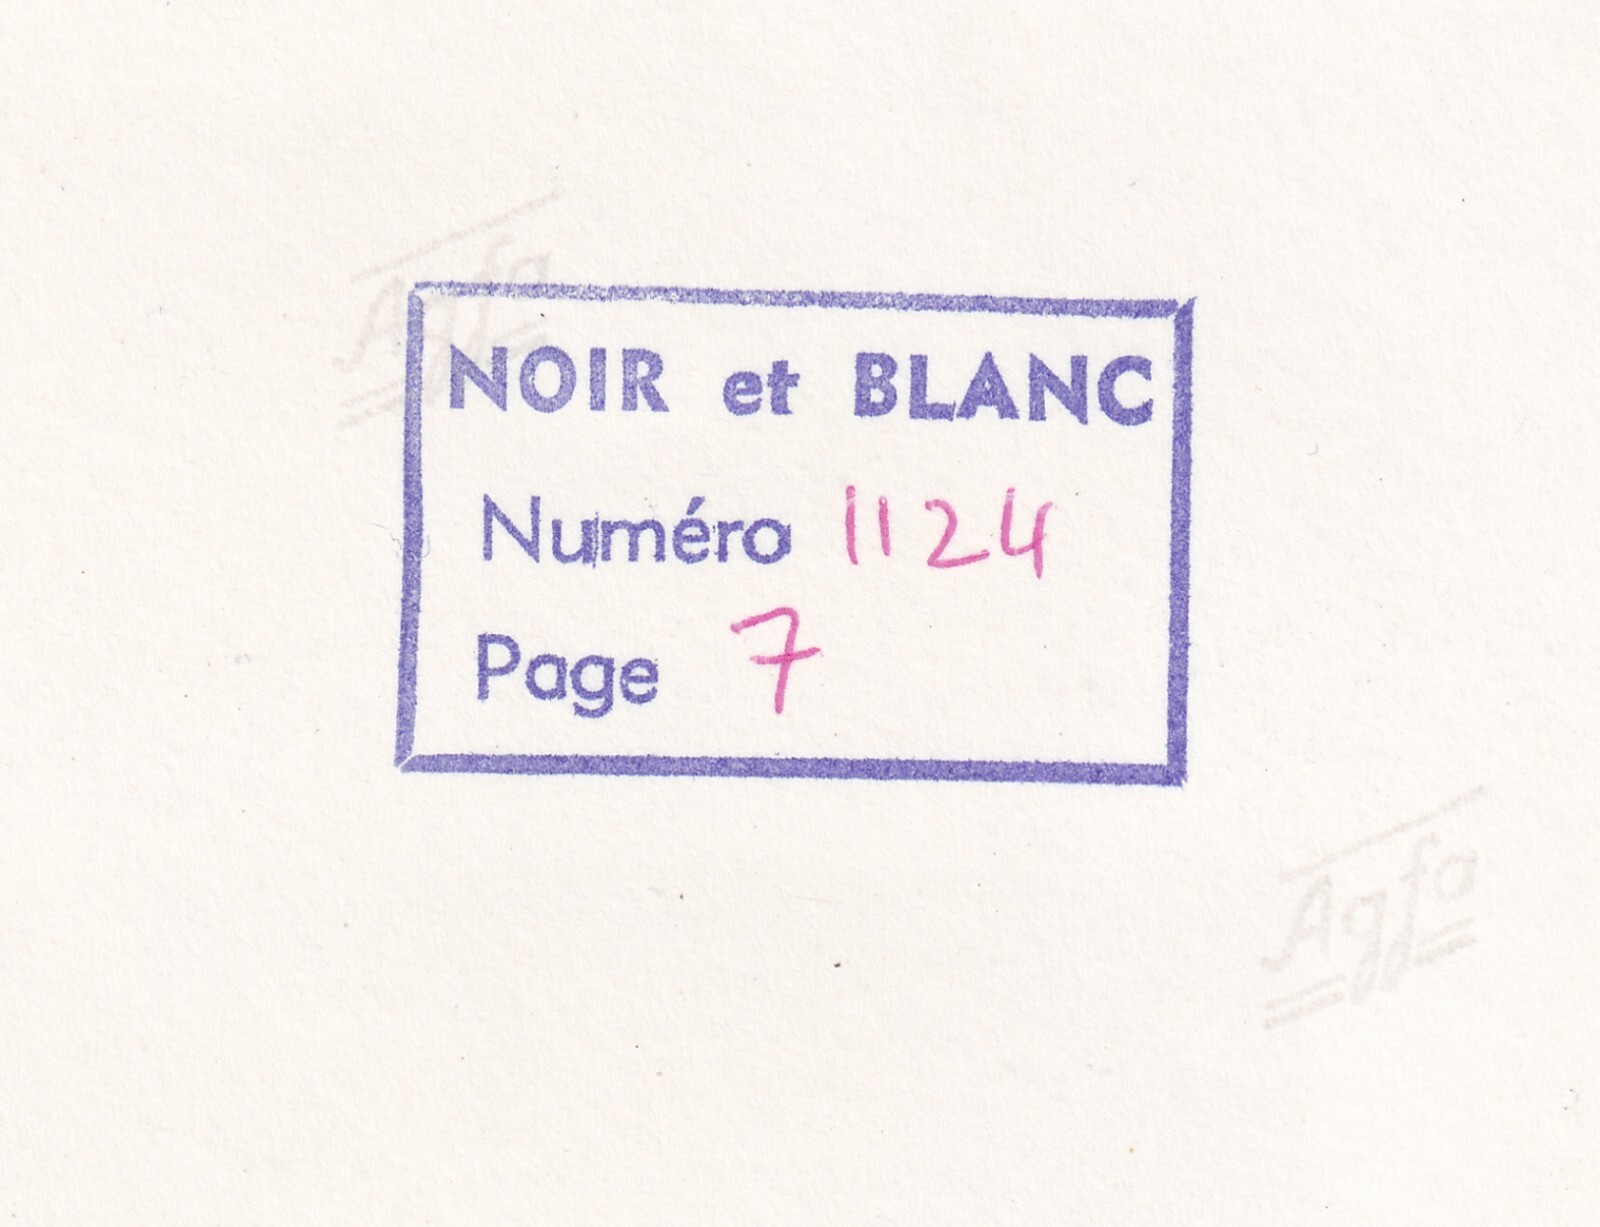 Agfa
NOIR et BLANC
Numéro 1124
Page 7
Agfa